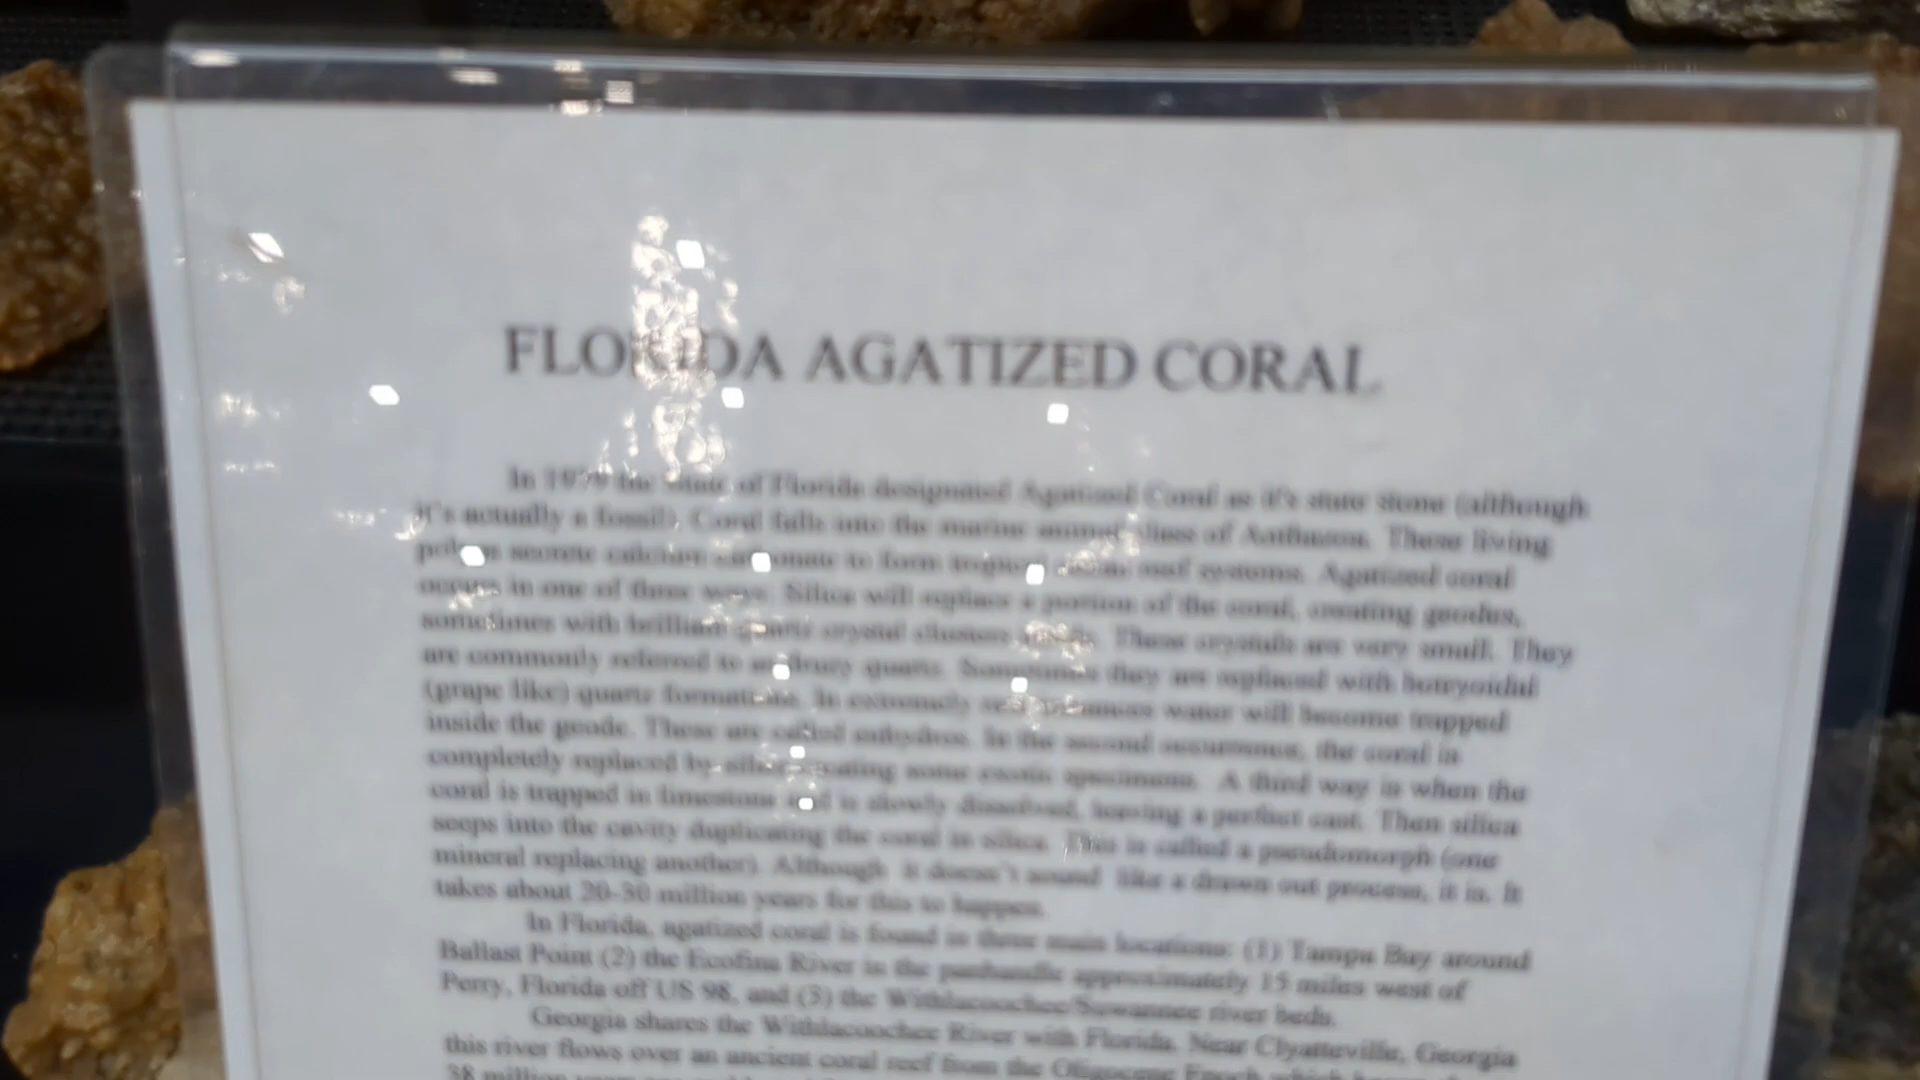 FLORIDA AGATIZED CORAL
In 1979 the State of Florida designated Agatized Coral as it's state stone (although
it's actually a fossil). Coral falls into the marine animal class of Anthozoa. These living
polyps secrete calcium carbonate to form tropical reef systems. Agatized coral
occurs in one of three ways. Silica will replace a portion of the coral, creating geodes,
sometimes with brilliant quartz crystal clusters inside. These crystals are very small. They
are commonly referred to as drusy quartz. Sometimes they are replaced with botryoidal
(grape like) quartz formations. In extremely rare instances water will become trapped
inside the geode. These are called enhydros. In the second occurrence, the coral is
completely replaced by silica creating some exotic specimens. A third way is when the
coral is trapped in limestone and is slowly dissolved, leaving a perfect cast. Then silica
seeps into the cavity duplicating the coral in silica. This is called a pseudomorph (one
mineral replacing another). Although it doesn't sound like a drawn out process, it is. It
takes about 20-30 million years for this to happen.
In Florida, agatized coral is found in three main locations: (1) Tampa Bay around
Ballast Point (2) the Ecofina River in the panhandle approximately 15 miles west of
Perry, Florida off US 98, and (3) the Withlacoochee/Suwannee river beds.
Georgia shares the Withlacoochee River with Florida. Near Clyatteville, Georgia
this river flows over an ancient coral reef from the Oligocene Epoch which
38 million years